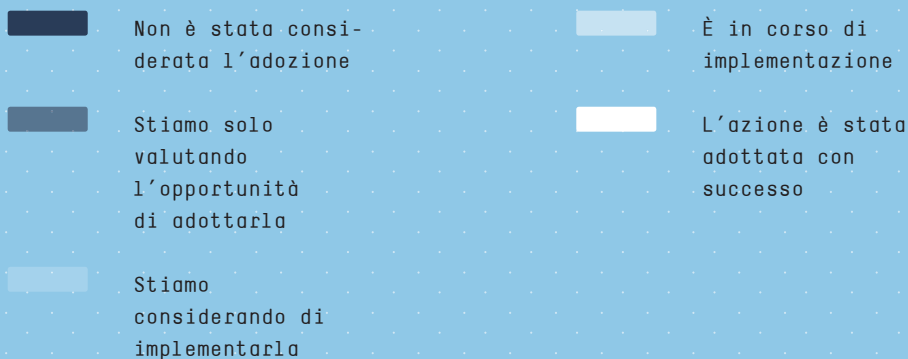 Non è stata consi-
derata l'adozione
Stiamo solo
valutando
l'opportunità
di adottarla
Stiamo
considerando di
implementarla
È in corso di
implementazione
L'azione è stata
adottata con
successo